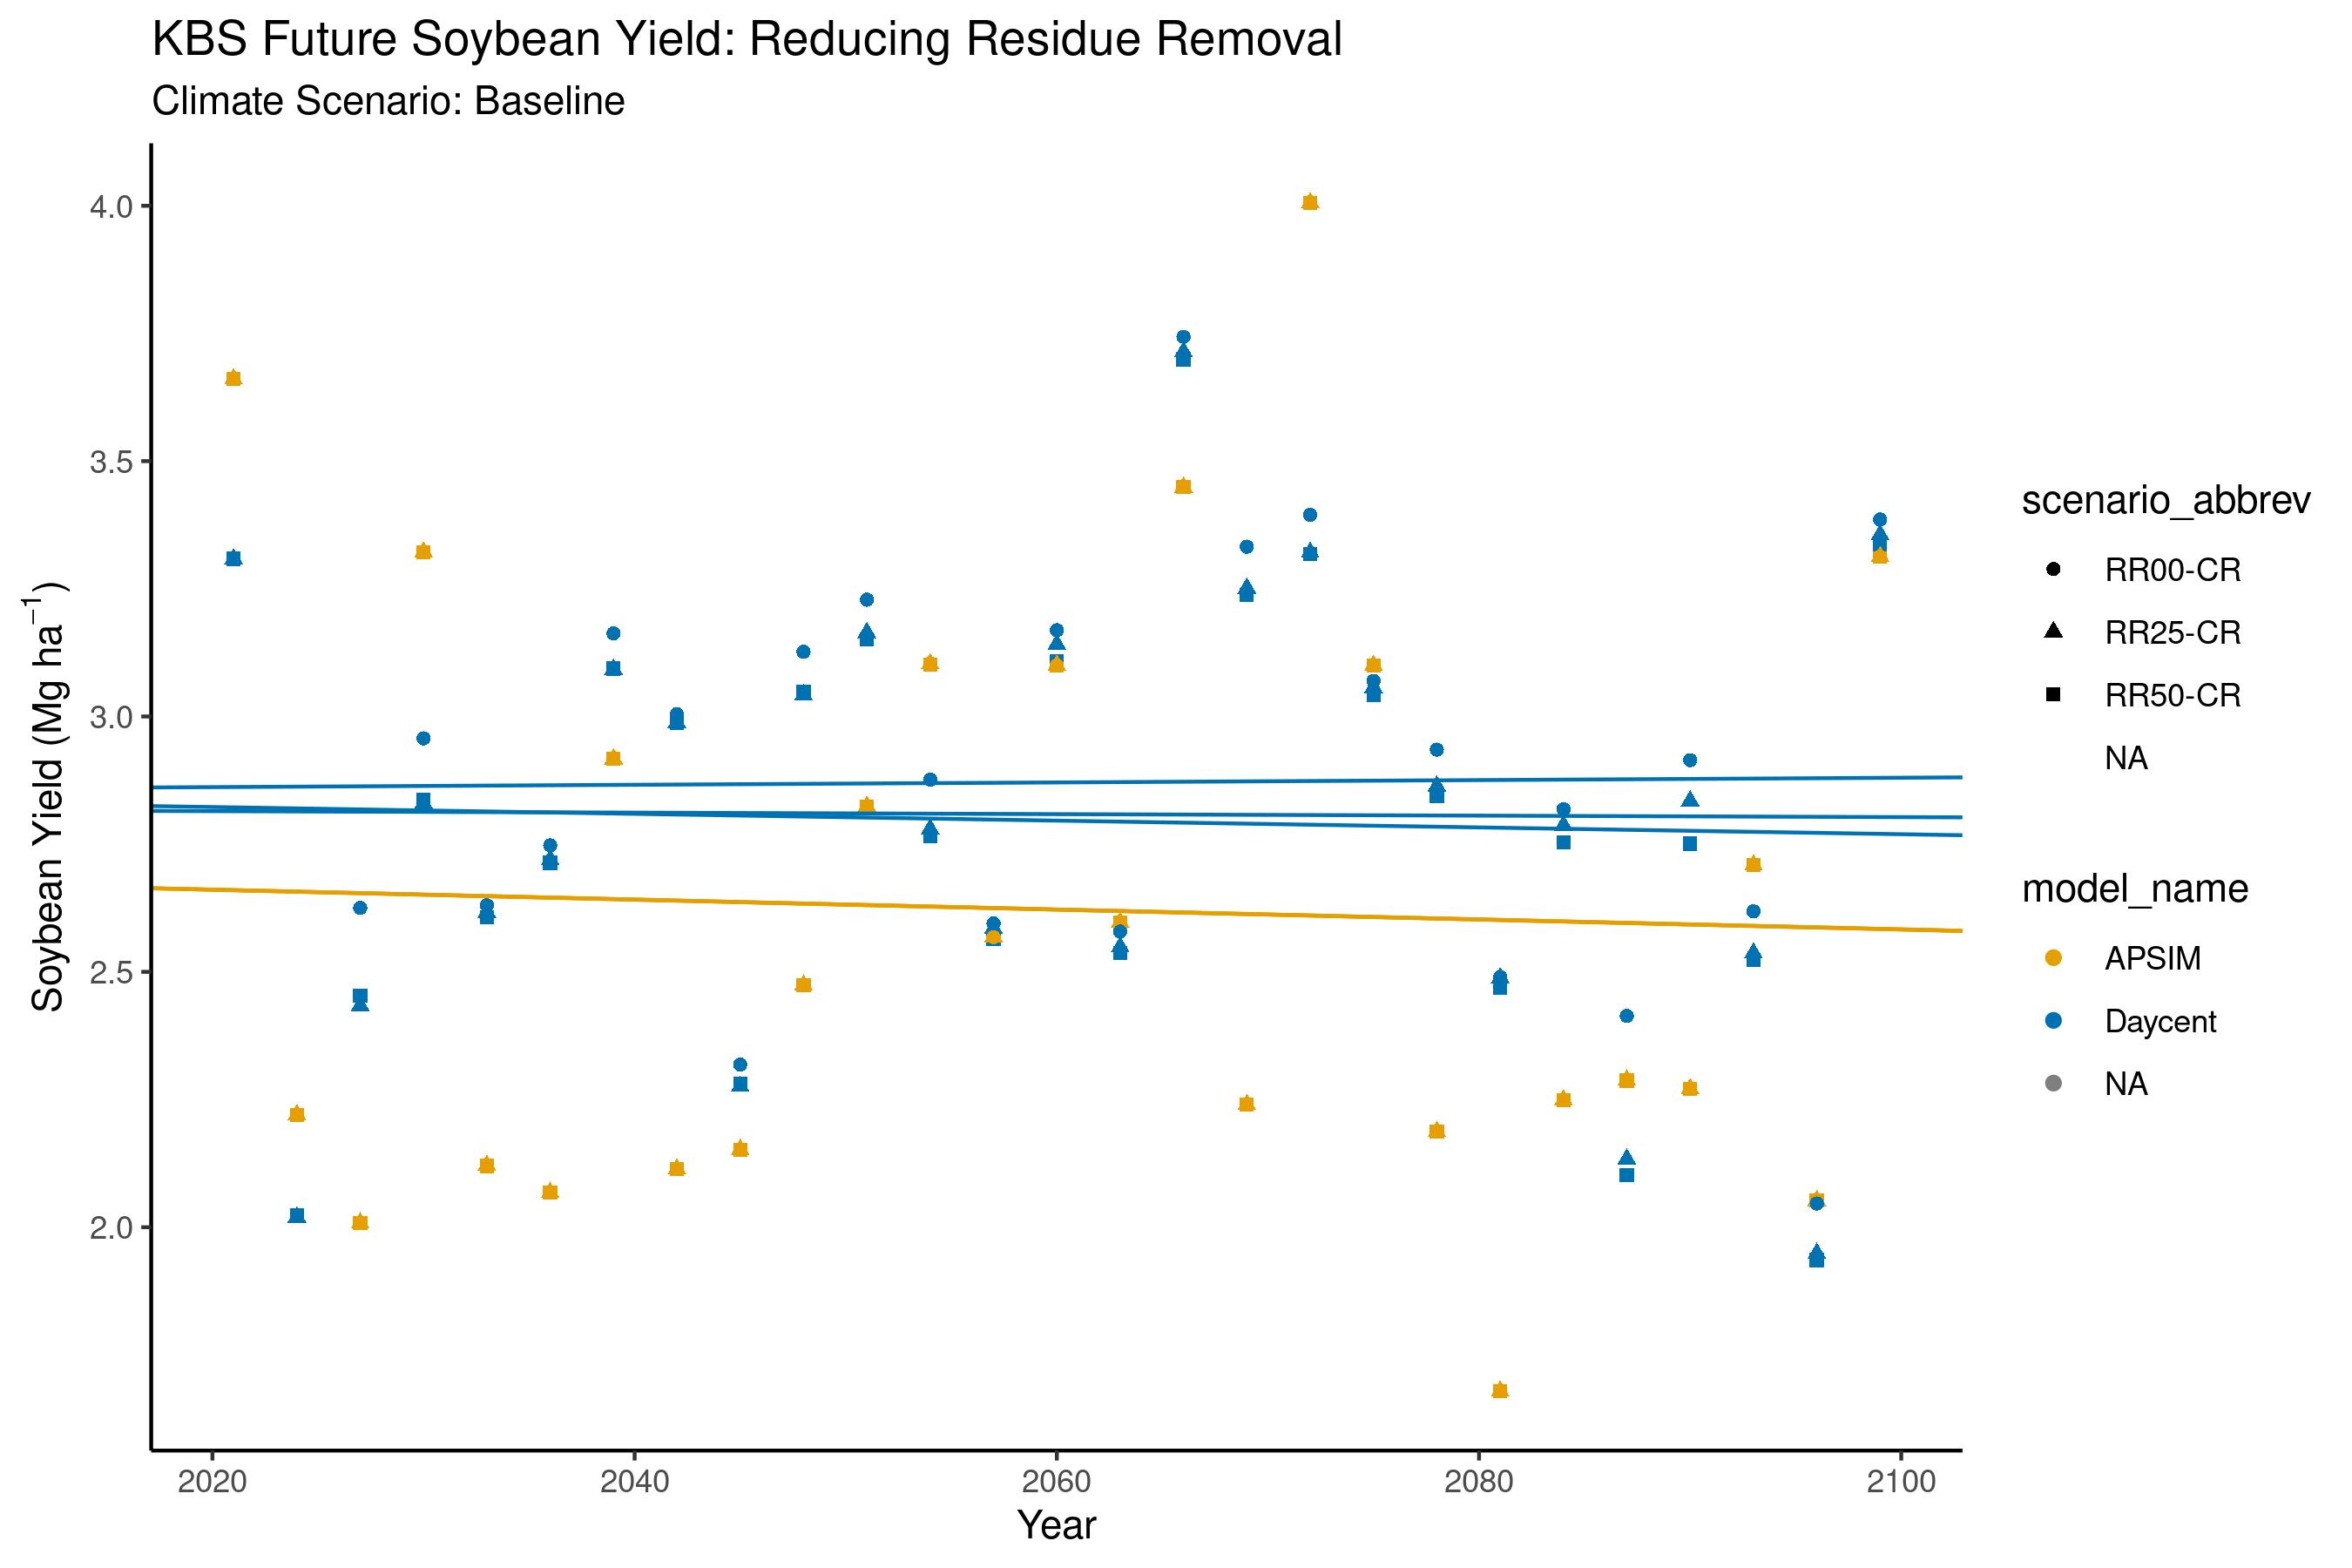 KBS Future Soybean Yield: Reducing Residue Removal
Climate Scenario: Baseline
Soybean Yield (Mg ha⁻¹)
4.0
3.5
3.0
2.5
2.0
2020
2040
2060
2080
2100
Year
scenario_abbrev
RR00-CR
RR25-CR
RR50-CR
NA
model_name
APSIM
Daycent
NA